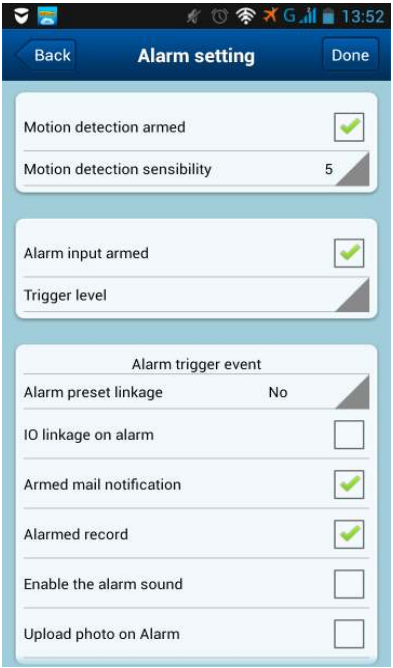 G 13:52
Back Alarm setting Done
Motion detection armed
Motion detection sensibility 5
Alarm input armed
Trigger level
Alarm trigger event
Alarm preset linkage No
IO linkage on alarm
Armed mail notification
Alarmed record
Enable the alarm sound
Upload photo on Alarm